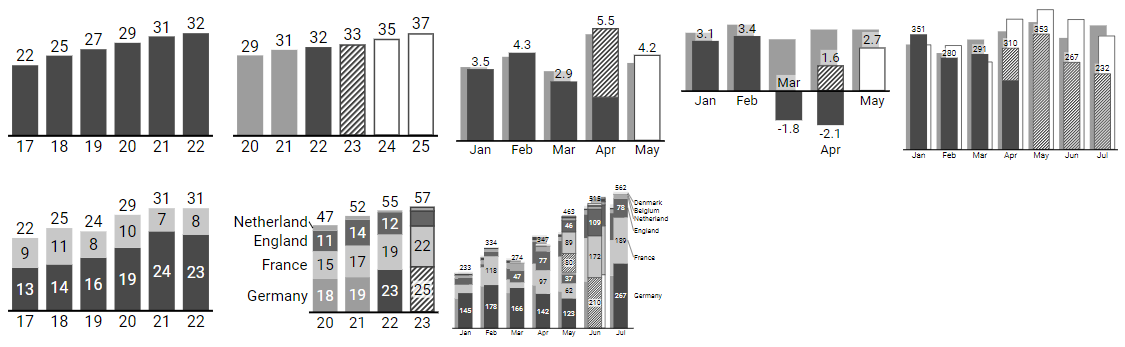 22 25 27 29 31 32
17 18 19 20 21 22
29 31 32 33 35 37
20 21 22 23 24 25
3.5 4.3 2.9 5.5 4.2
Jan Feb Mar Apr May
3.1 3.4 1.6 2.7
Jan Feb Mar May
-1.8 -2.1
Apr
351 280 291 310 353 267 232
Jan Feb Mar Apr May Jun Jul
22 25 24 29 31 31
9 11 8 10 7 8
13 14 16 19 24 23
17 18 19 20 21 22
47 52 55 57
Netherland
England 11 14 12
France 15 17 19 22
Germany 18 19 23 25
20 21 22 23
233 334 274 347 463 515 562
Denmark
Belgium
Netherland
England
France
Germany
46 109 78
118 47 77 89 172 189
80
37
97 62
145 178 166 142 123 210 267
Jan Feb Mar Apr May Jun Jul